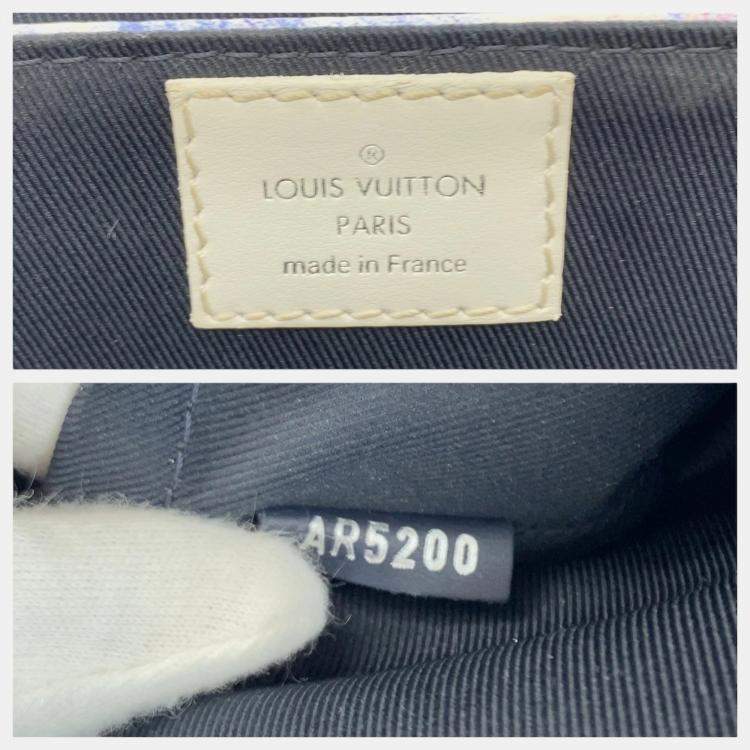 ®
LOUIS VUITTON
PARIS
made in France
AR5200